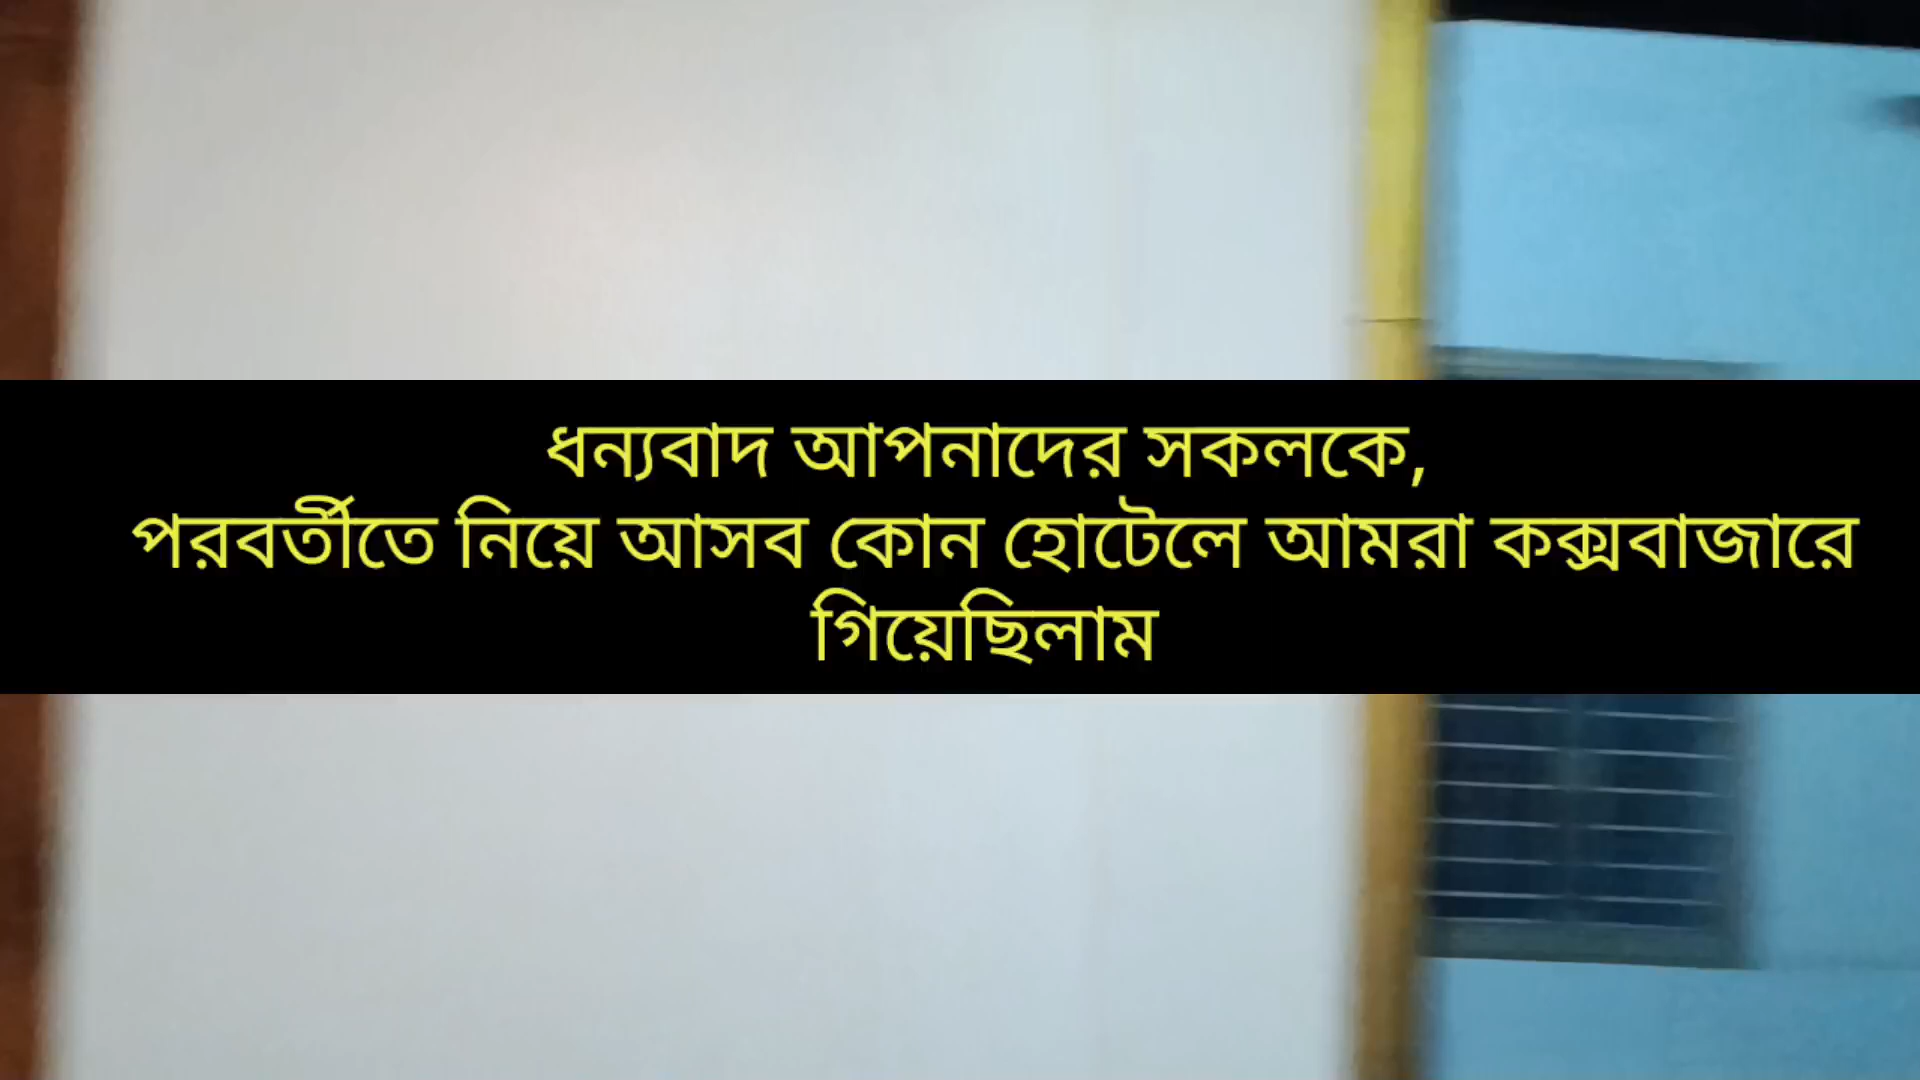 ধন্যবাদ আপনাদের সকলকে,
পরবর্তীতে নিয়ে আসব কোন হোটেলে আমরা কক্সবাজারে
গিয়েছিলাম